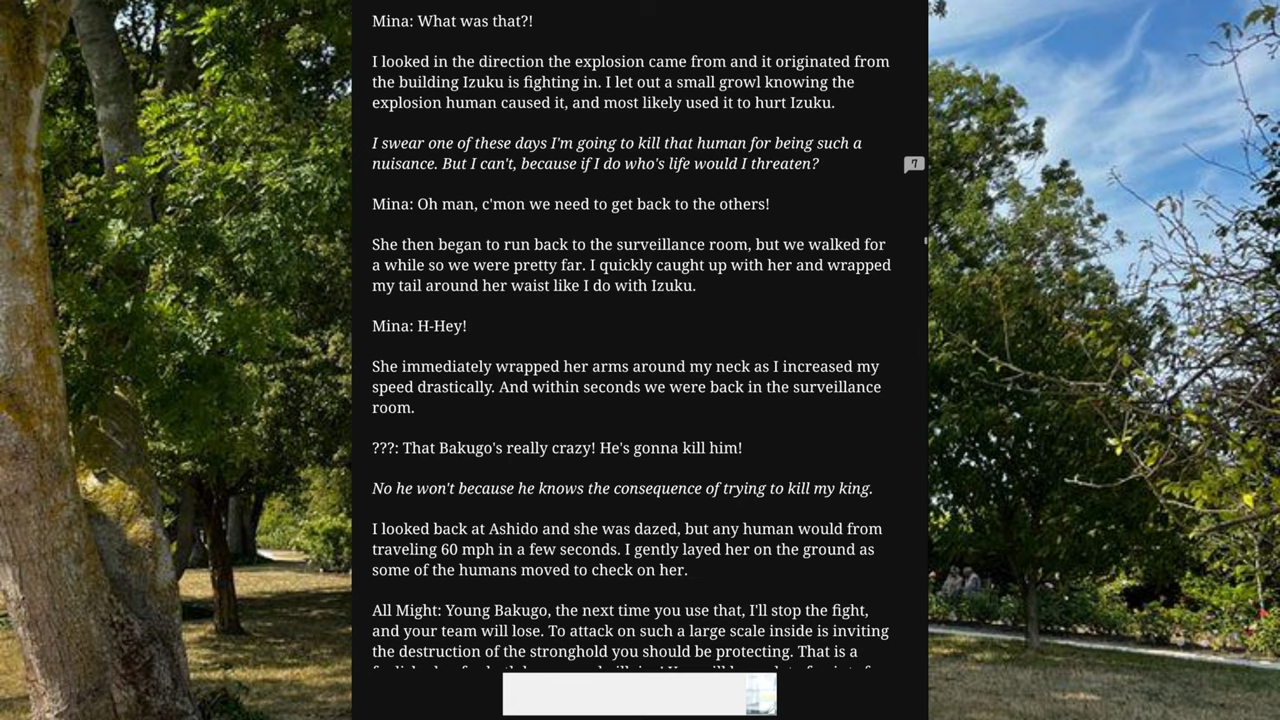 Mina: What was that?!
I looked in the direction the explosion came from and it originated from
the building Izuku is fighting in. I let out a small growl knowing the
explosion human caused it, and most likely used it to hurt Izuku.
I swear one of these days I'm going to kill that human for being such a
nuisance. But I can't, because if I do who's life would I threaten?
7
Mina: Oh man, c'mon we need to get back to the others!
She then began to run back to the surveillance room, but we walked for
a while so we were pretty far. I quickly caught up with her and wrapped
my tail around her waist like I do with Izuku.
Mina: H-Hey!
She immediately wrapped her arms around my neck as I increased my
speed drastically. And within seconds we were back in the surveillance
room.
???: That Bakugo's really crazy! He's gonna kill him!
No he won't because he knows the consequence of trying to kill my king.
I looked back at Ashido and she was dazed, but any human would from
traveling 60 mph in a few seconds. I gently layed her on the ground as
some of the humans moved to check on her.
All Might: Young Bakugo, the next time you use that, I'll stop the fight,
and your team will lose. To attack on such a large scale inside is inviting
the destruction of the stronghold you should be protecting. That is a